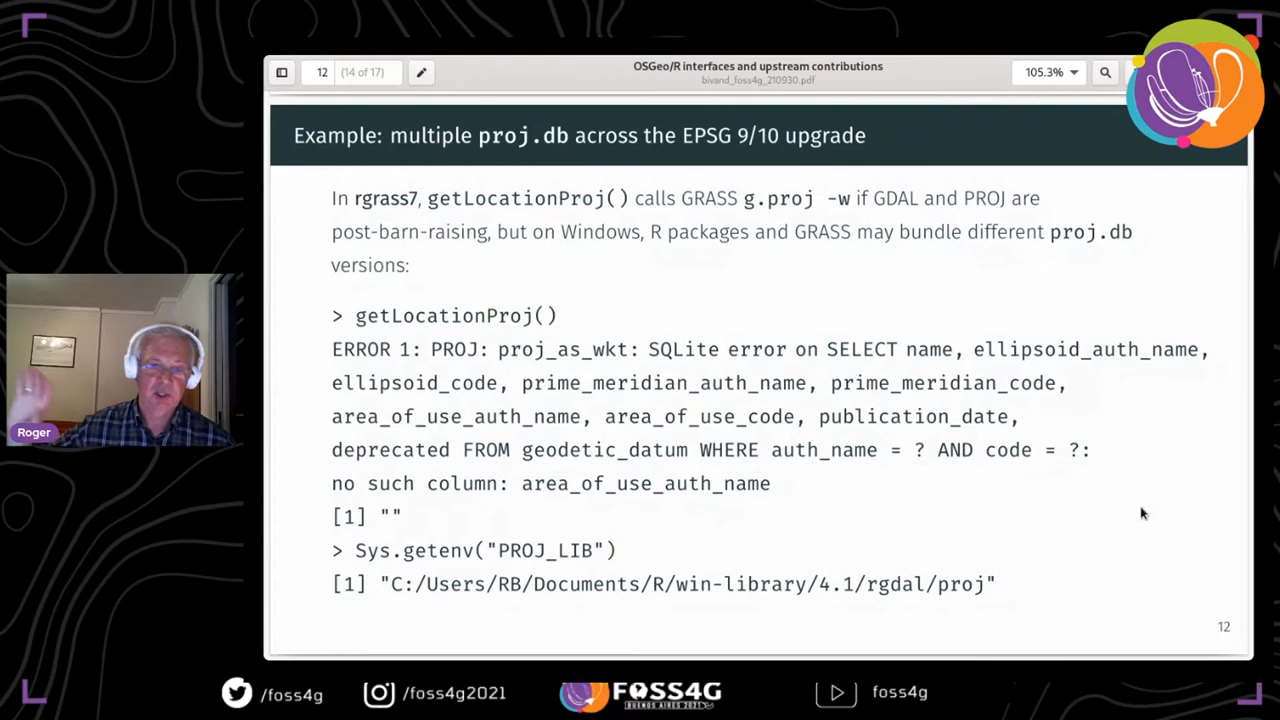 12
(14 of 17)
OSGeo/R interfaces and upstream contributions
bivand_foss4g_210930.pdf
105.3%
Example: multiple proj.db across the EPSG 9/10 upgrade
In rgrass7, getLocationProj() calls GRASS g.proj -w if GDAL and PROJ are
post-barn-raising, but on Windows, R packages and GRASS may bundle different proj.db
versions:
> getLocationProj()
ERROR 1: PROJ: proj_as_wkt: SQLite error on SELECT name, ellipsoid_auth_name,
ellipsoid_code, prime_meridian_auth_name, prime_meridian_code,
area_of_use_auth_name, area_of_use_code, publication_date,
deprecated FROM geodetic_datum WHERE auth_name = ? AND code = ?:
no such column: area_of_use_auth_name
[1] ""
> Sys.getenv("PROJ_LIB")
[1] "C:/Users/RB/Documents/R/win-library/4.1/rgdal/proj"
12
Roger
/foss4g
/foss4g2021
FOSS4G
BUENOS AIRES 2021
foss4g